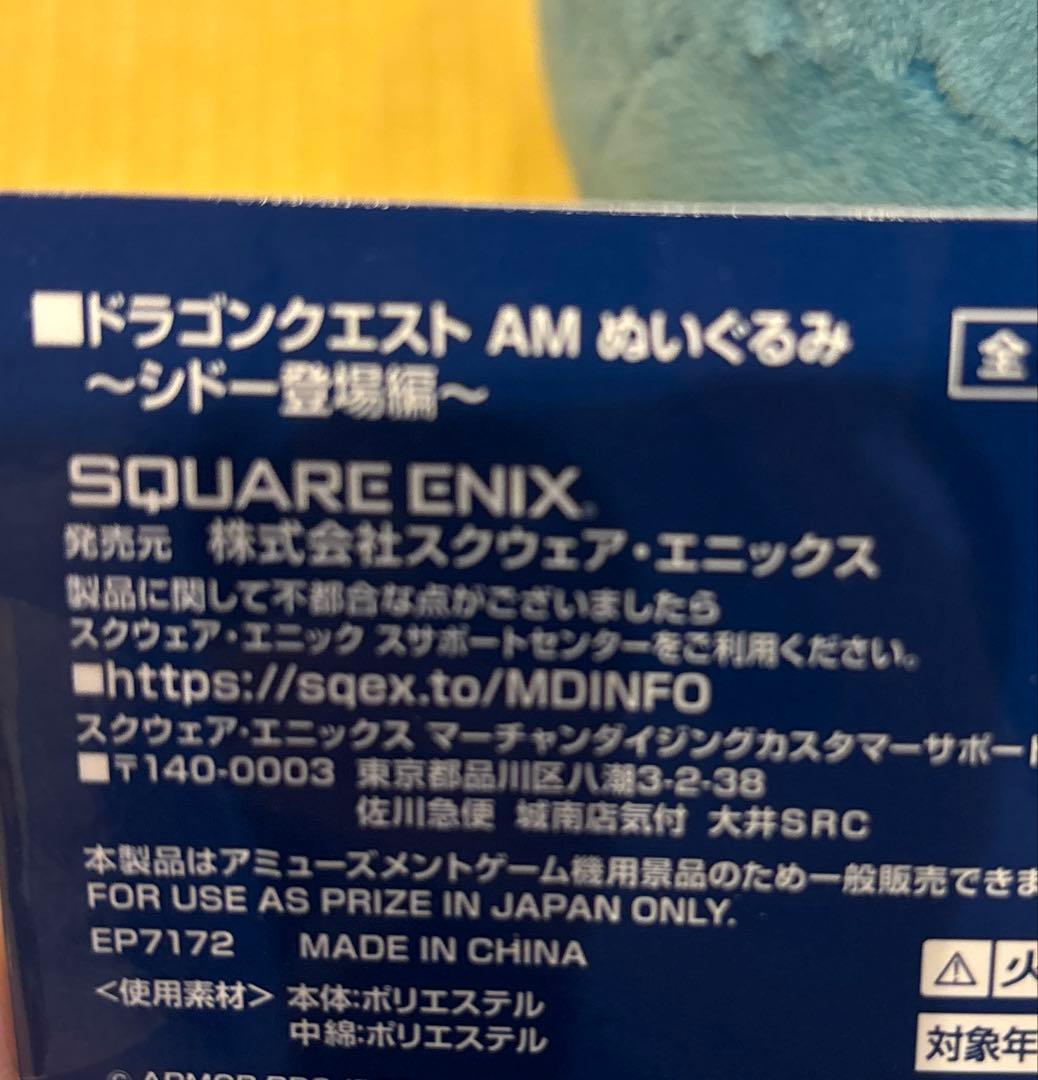 ■ドラゴンクエスト AM ぬいぐるみ
～シドー登場編～
全
SQUARE ENIX
発売元 株式会社スクウェア・エニックス
製品に関して不都合な点がございましたら
スクウェア・エニック スサポートセンターをご利用ください。
■https://sqex.to/MDINFO
スクウェア・エニックス マーチャンダイジングカスタマーサポート
■〒140-0003 東京都品川区八潮3-2-38
佐川急便 城南店気付 大井SRC
本製品はアミューズメントゲーム機用景品のため一般販売できま
FOR USE AS PRIZE IN JAPAN ONLY.
EP7172 MADE IN CHINA
⚠火
<使用素材> 本体:ポリエステル
中綿:ポリエステル
対象年
© ARMOR